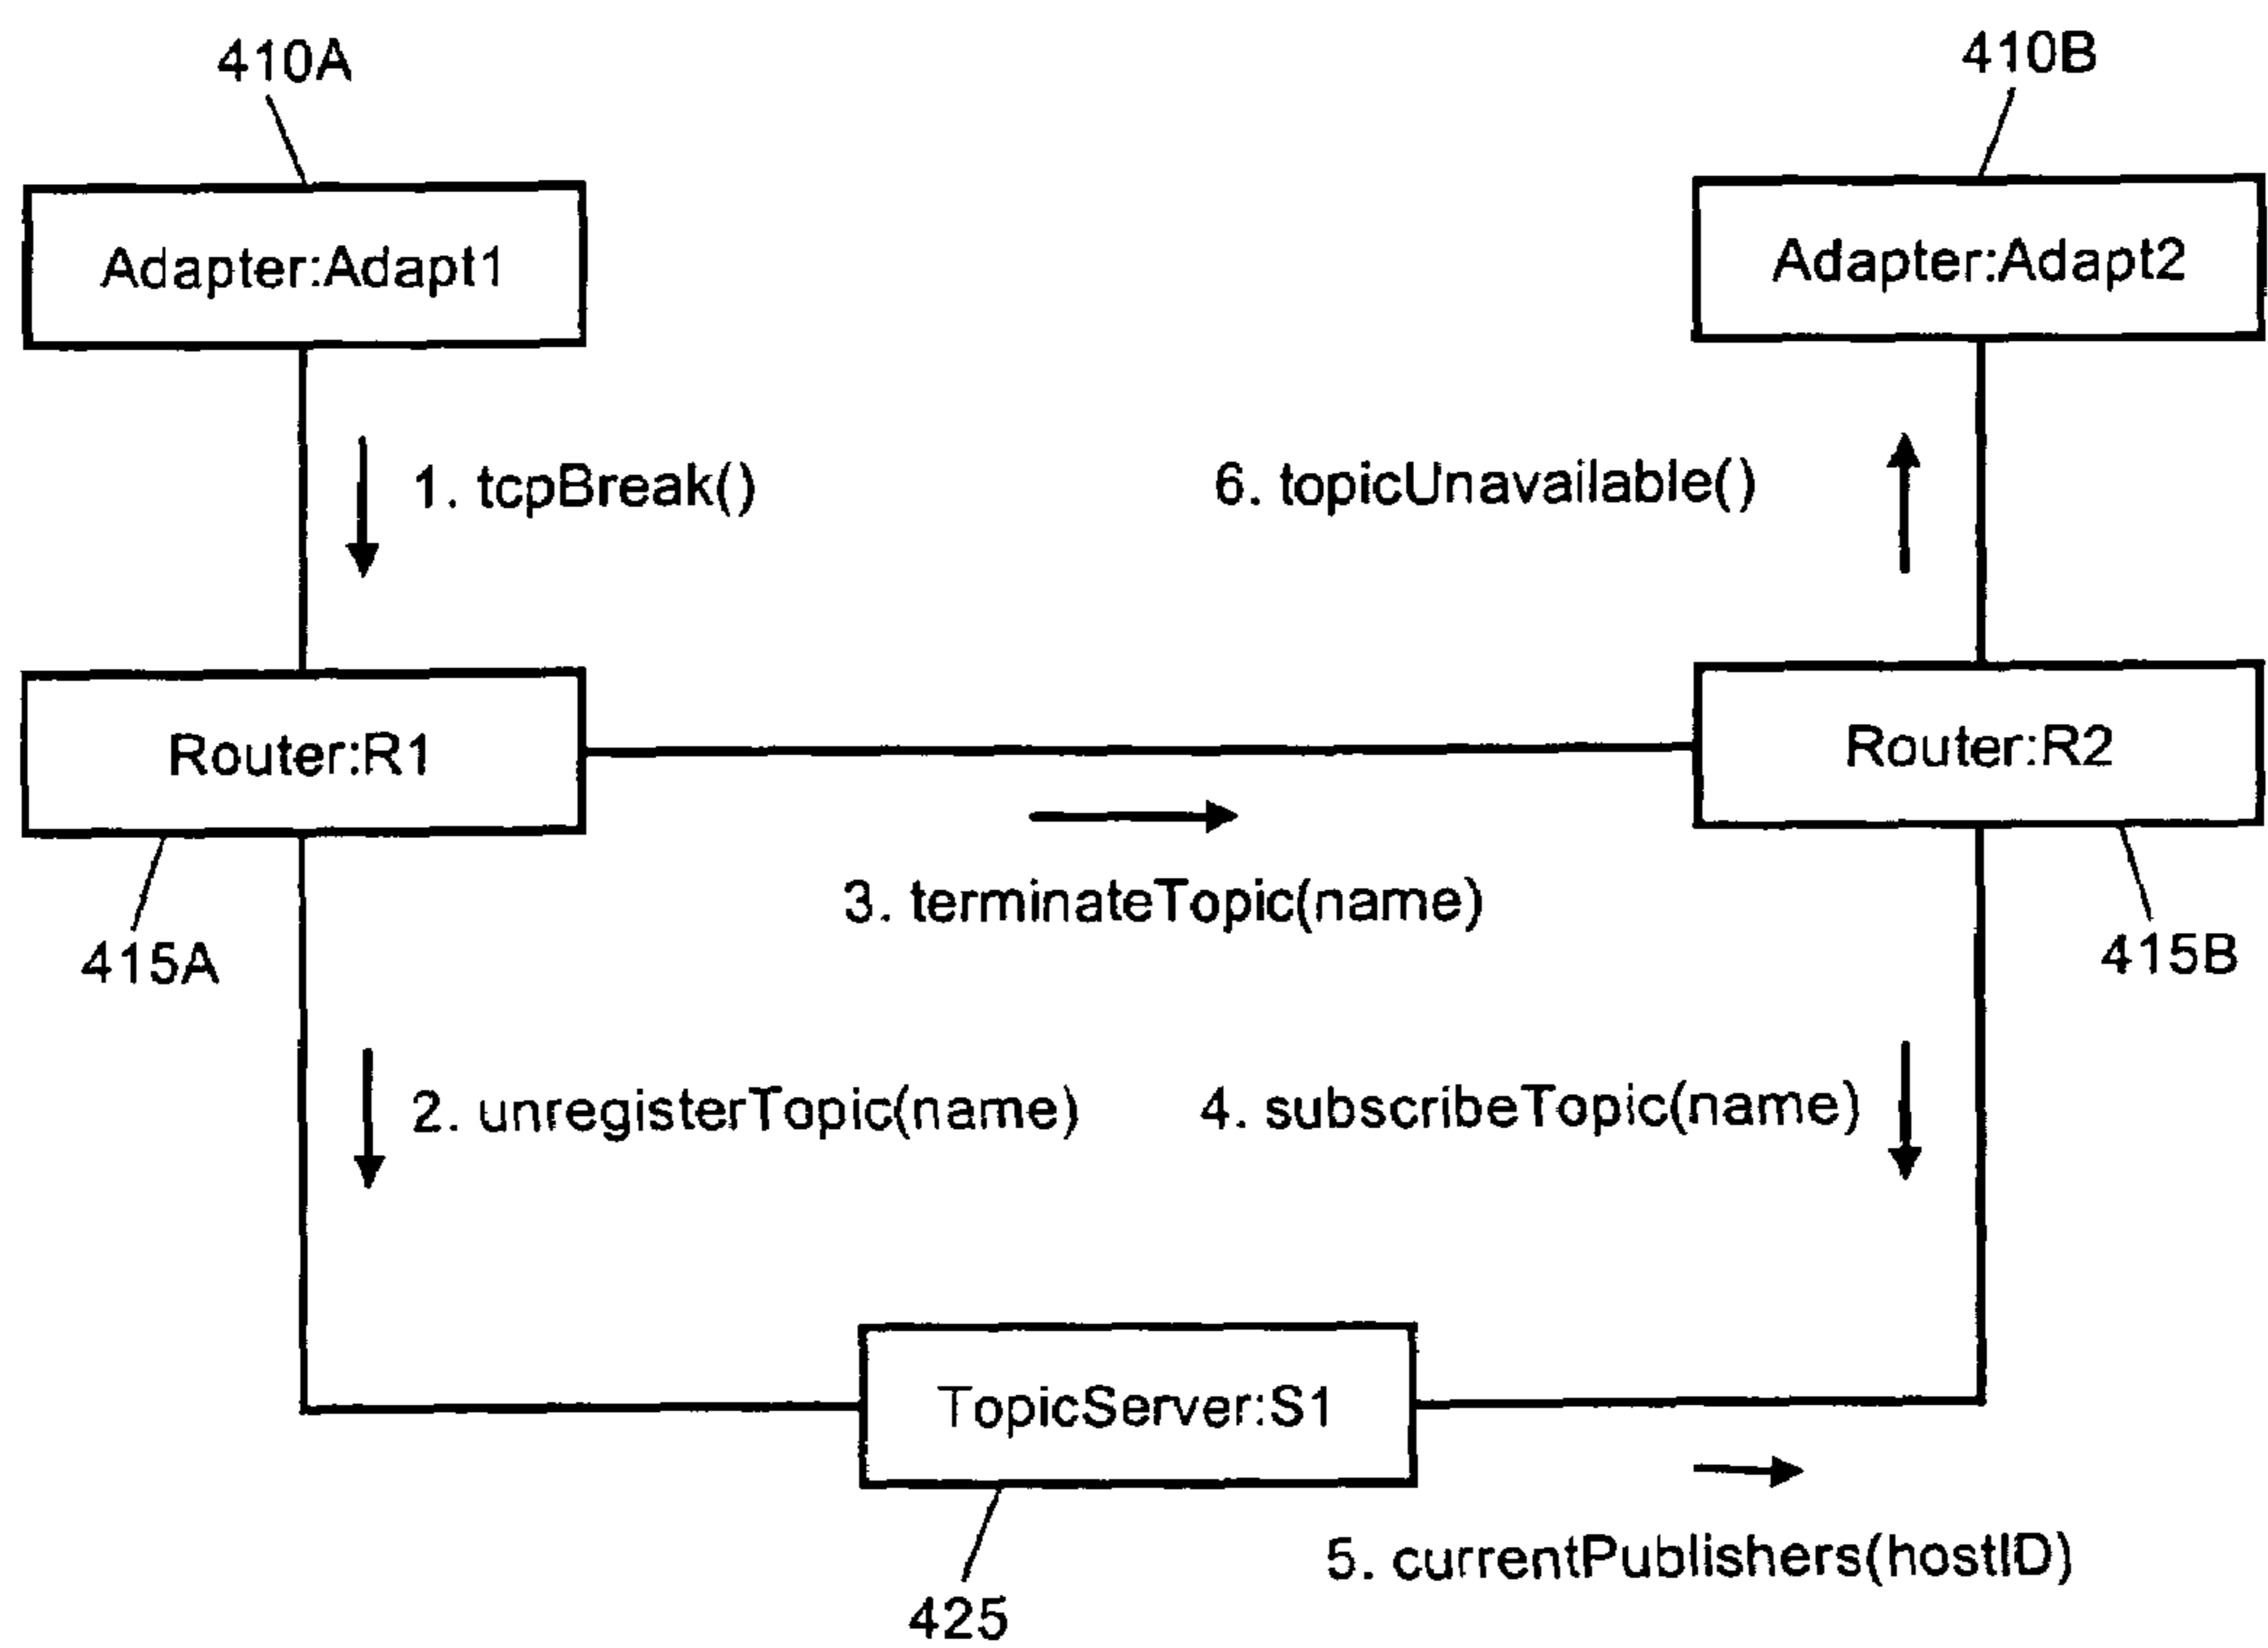 410A
410B
Adapter:Adapt1
Adapter:Adapt2
1. tcpBreak()
6. topicUnavailable()
Router:R1
Router:R2
3. terminateTopic(name)
415A
415B
2. unregisterTopic(name)
4. subscribeTopic(name)
TopicServer:S1
5. currentPublishers(hostID)
425